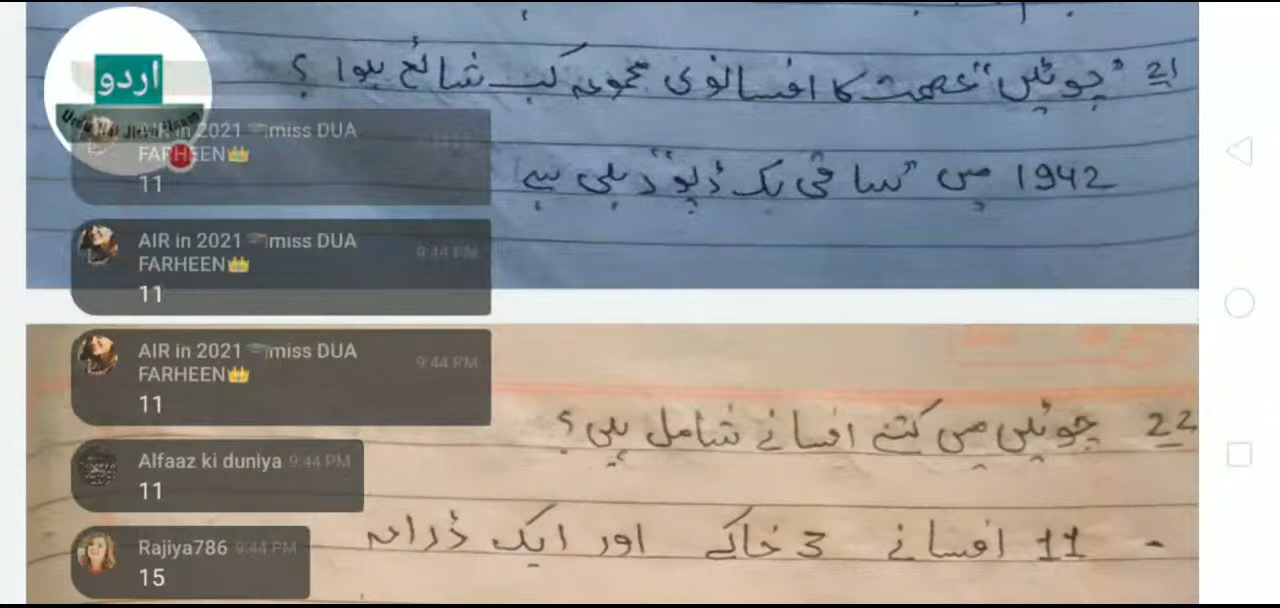 21 "چوٹیں" عصمت کا افسانوی مجموعہ کب شائع ہوا ؟
1942 میں "ساقی بک ڈپو" دہلی سے
22 چوٹیں میں کتنے افسانے شامل ہیں ؟
- 11 افسانے 3 خاکے اور ایک ڈرامہ
اردو
AIR in 2021 miss DUA
FARHEEN👑
11
AIR in 2021 miss DUA 9:44 PM
FARHEEN👑
11
AIR in 2021 miss DUA 9:44 PM
FARHEEN👑
11
Alfaaz ki duniya 9:44 PM
11
Rajiya786 9:44 PM
15